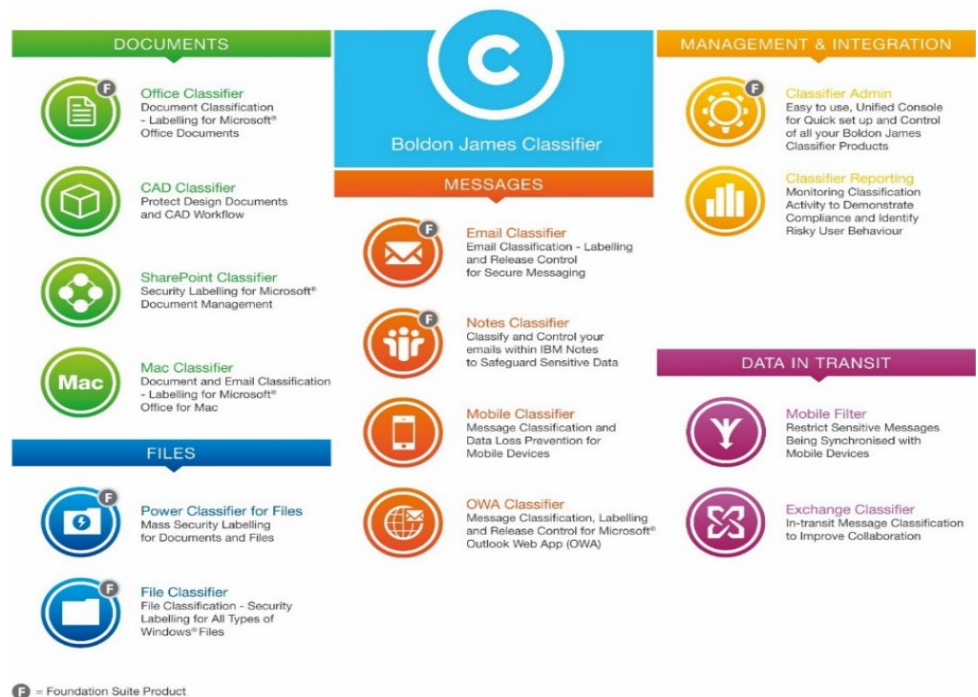 DOCUMENTS
F
Office Classifier
Document Classification
- Labelling for Microsoft®
Office Documents
CAD Classifier
Protect Design Documents
and CAD Workflow
SharePoint Classifier
Security Labelling for Microsoft®
Document Management
Mac
Mac Classifier
Document and Email Classification
- Labelling for Microsoft®
Office for Mac
FILES
F
Power Classifier for Files
Mass Security Labelling
for Documents and Files
F
File Classifier
File Classification - Security
Labelling for All Types of
Windows® Files
C
Boldon James Classifier
MESSAGES
F
Email Classifier
Email Classification - Labelling
and Release Control
for Secure Messaging
F
Notes Classifier
Classify and Control your
emails within IBM Notes
to Safeguard Sensitive Data
Mobile Classifier
Message Classification and
Data Loss Prevention for
Mobile Devices
OWA Classifier
Message Classification, Labelling
and Release Control for Microsoft®
Outlook Web App (OWA)
MANAGEMENT & INTEGRATION
F
Classifier Admin
Easy to use, Unified Console
for Quick set up and Control
of all your Boldon James
Classifier Products
Classifier Reporting
Monitoring Classification
Activity to Demonstrate
Compliance and Identify
Risky User Behaviour
DATA IN TRANSIT
Mobile Filter
Restrict Sensitive Messages
Being Synchronised with
Mobile Devices
Exchange Classifier
In-transit Message Classification
to Improve Collaboration
F = Foundation Suite Product